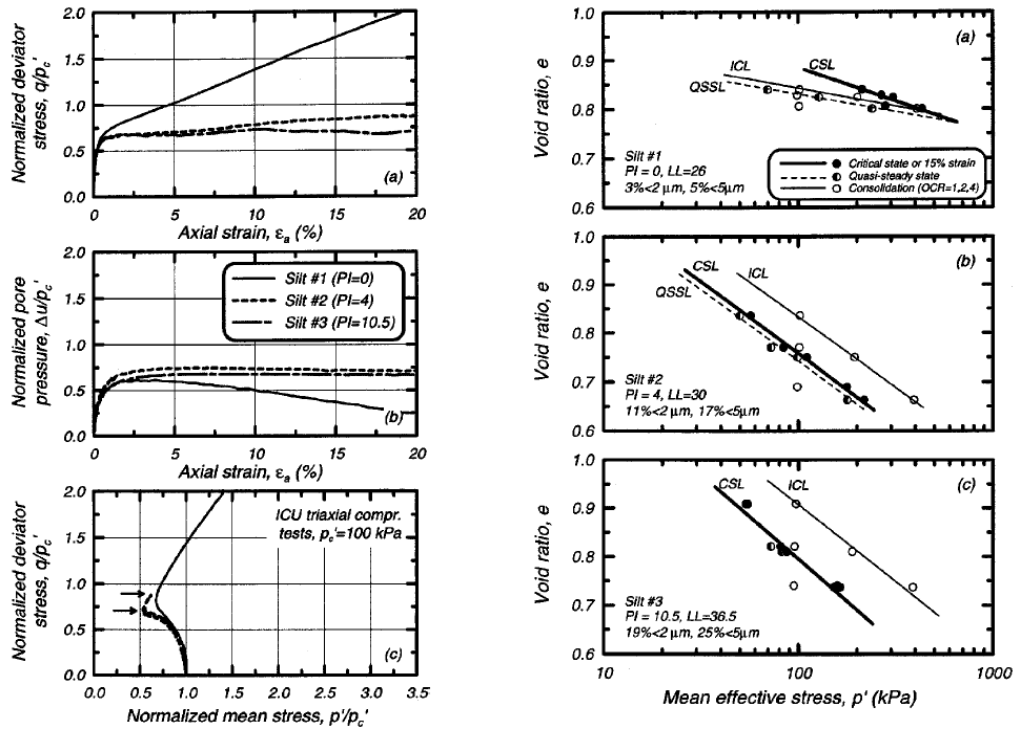 2.0
1.5
1.0
0.5
0.0
Normalized deviator
stress, q/pc'
(a)
0 5 10 15 20
Axial strain, εa (%)
2.0
1.5
1.0
0.5
0.0
Normalized pore
pressure, Δu/pc'
Silt #1 (PI=0)
Silt #2 (PI=4)
Silt #3 (PI=10.5)
(b)
0 5 10 15 20
Axial strain, εa (%)
2.0
1.5
1.0
0.5
0.0
Normalized deviator
stress, q/pc'
ICU triaxial compr.
tests, pc'=100 kPa
(c)
0.0 0.5 1.0 1.5 2.0 2.5 3.0 3.5
Normalized mean stress, p'/pc'
1.0
0.9
0.8
0.7
0.6
Void ratio, e
(a)
CSL
ICL
QSSL
Silt #1
PI = 0, LL=26
3%<2 μm, 5%<5μm
Critical state or 15% strain
Quasi-steady state
Consolidation (OCR=1,2,4)
1.0
0.9
0.8
0.7
0.6
Void ratio, e
(b)
CSL
ICL
QSSL
Silt #2
PI = 4, LL=30
11%<2 μm, 17%<5μm
1.0
0.9
0.8
0.7
0.6
Void ratio, e
(c)
CSL
ICL
Silt #3
PI = 10.5, LL=36.5
19%<2 μm, 25%<5μm
10 100 1000
Mean effective stress, p' (kPa)